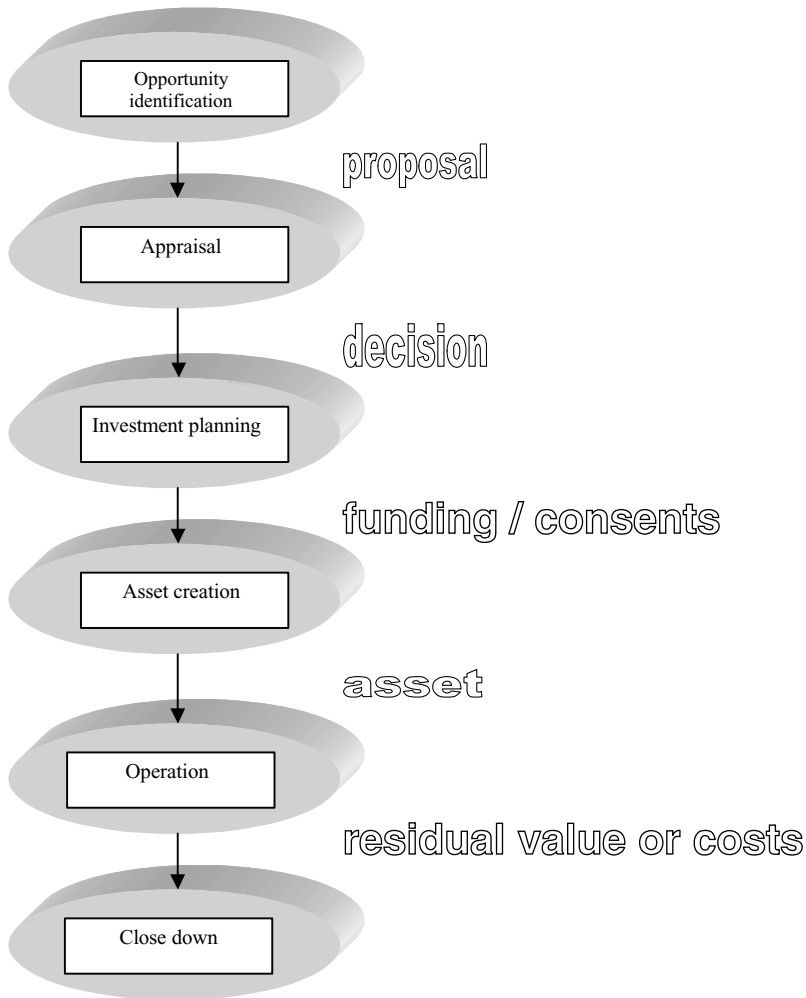 Opportunity
identification
proposal
Appraisal
decision
Investment planning
funding / consents
Asset creation
asset
Operation
residual value or costs
Close down